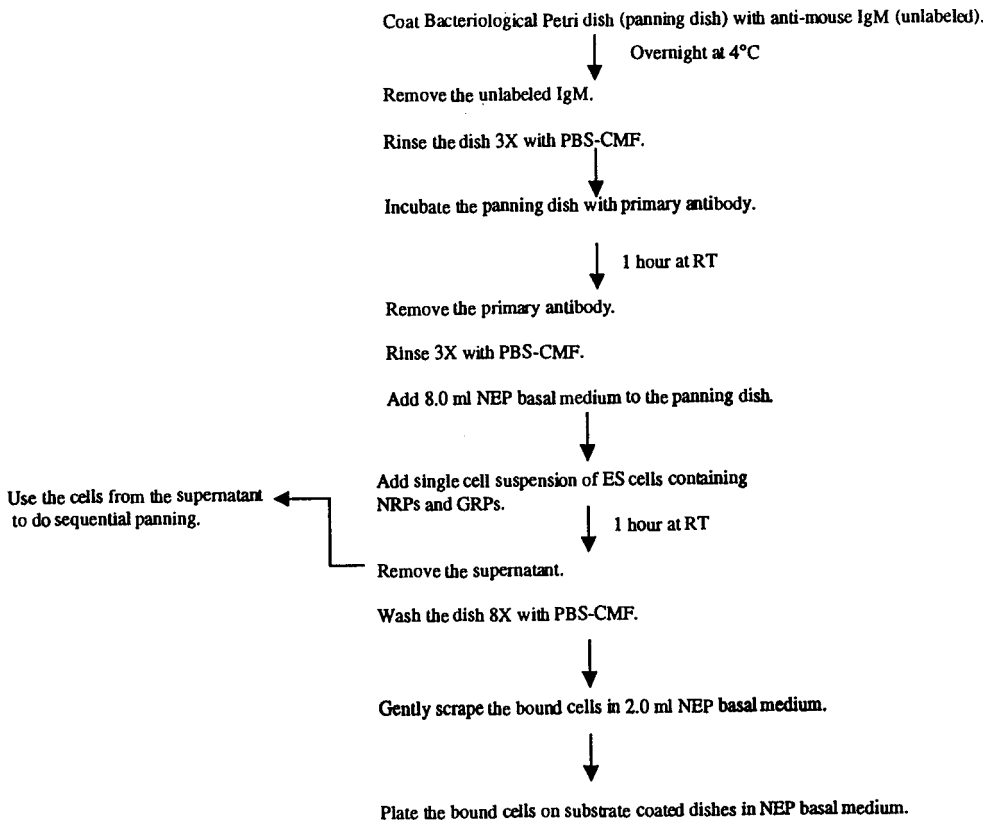 Coat Bacteriological Petri dish (panning dish) with anti-mouse IgM (unlabeled).
Overnight at 4°C
Remove the unlabeled IgM.
Rinse the dish 3X with PBS-CMF.
Incubate the panning dish with primary antibody.
1 hour at RT
Remove the primary antibody.
Rinse 3X with PBS-CMF.
Add 8.0 ml NEP basal medium to the panning dish.
Add single cell suspension of ES cells containing
NRPs and GRPs.
1 hour at RT
Use the cells from the supernatant
to do sequential panning.
Remove the supernatant.
Wash the dish 8X with PBS-CMF.
Gently scrape the bound cells in 2.0 ml NEP basal medium.
Plate the bound cells on substrate coated dishes in NEP basal medium.